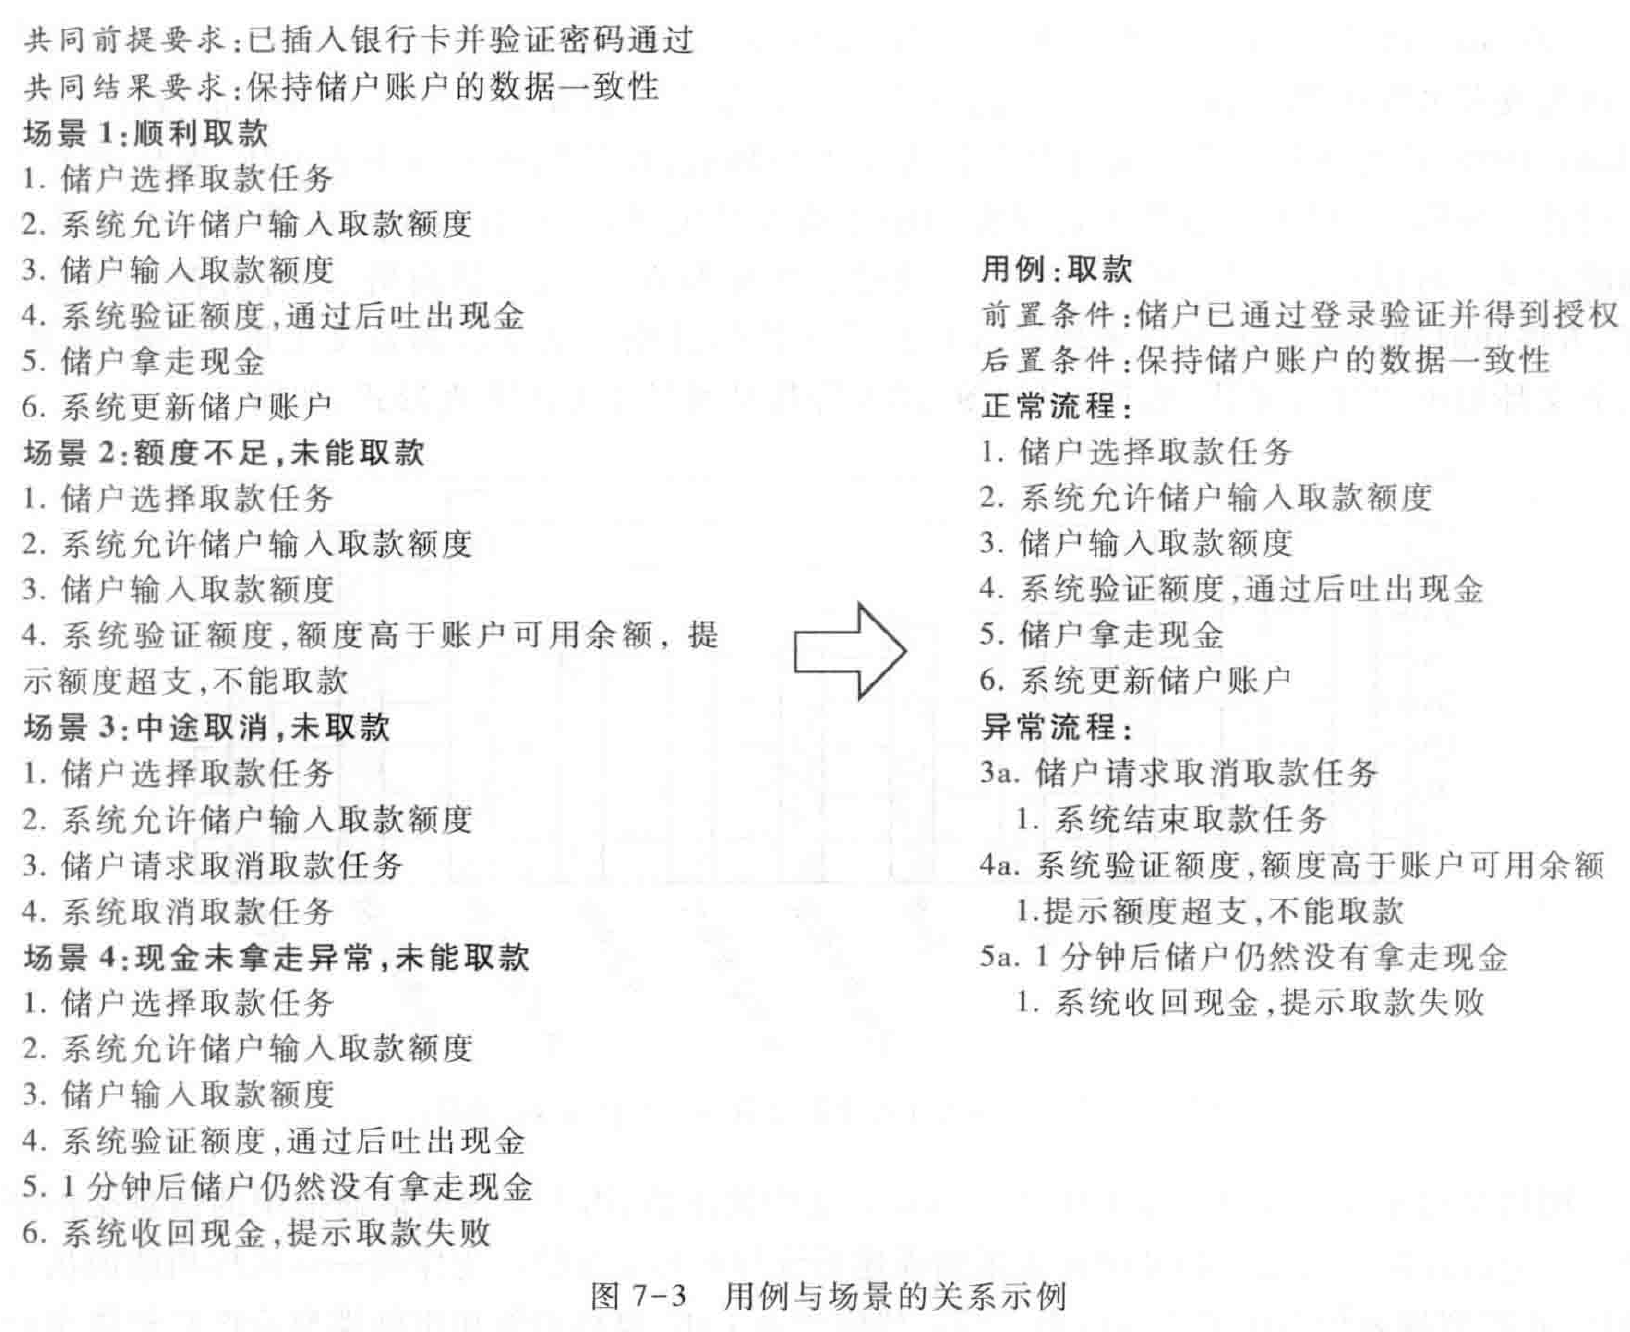 共同前提要求:已插入银行卡并验证密码通过
共同结果要求:保持储户账户的数据一致性
场景 1:顺利取款
1. 储户选择取款任务
2. 系统允许储户输入取款额度
3. 储户输入取款额度
4. 系统验证额度,通过后吐出现金
5. 储户拿走现金
6. 系统更新储户账户
场景 2:额度不足,未能取款
1. 储户选择取款任务
2. 系统允许储户输入取款额度
3. 储户输入取款额度
4. 系统验证额度,额度高于账户可用余额, 提
示额度超支,不能取款
场景 3:中途取消,未取款
1. 储户选择取款任务
2. 系统允许储户输入取款额度
3. 储户请求取消取款任务
4. 系统取消取款任务
场景 4:现金未拿走异常,未能取款
1. 储户选择取款任务
2. 系统允许储户输入取款额度
3. 储户输入取款额度
4. 系统验证额度,通过后吐出现金
5. 1 分钟后储户仍然没有拿走现金
6. 系统收回现金,提示取款失败
用例:取款
前置条件:储户已通过登录验证并得到授权
后置条件:保持储户账户的数据一致性
正常流程:
1. 储户选择取款任务
2. 系统允许储户输入取款额度
3. 储户输入取款额度
4. 系统验证额度,通过后吐出现金
5. 储户拿走现金
6. 系统更新储户账户
异常流程:
3a. 储户请求取消取款任务
1. 系统结束取款任务
4a. 系统验证额度,额度高于账户可用余额
1.提示额度超支,不能取款
5a. 1 分钟后储户仍然没有拿走现金
1. 系统收回现金,提示取款失败
图 7-3 用例与场景的关系示例